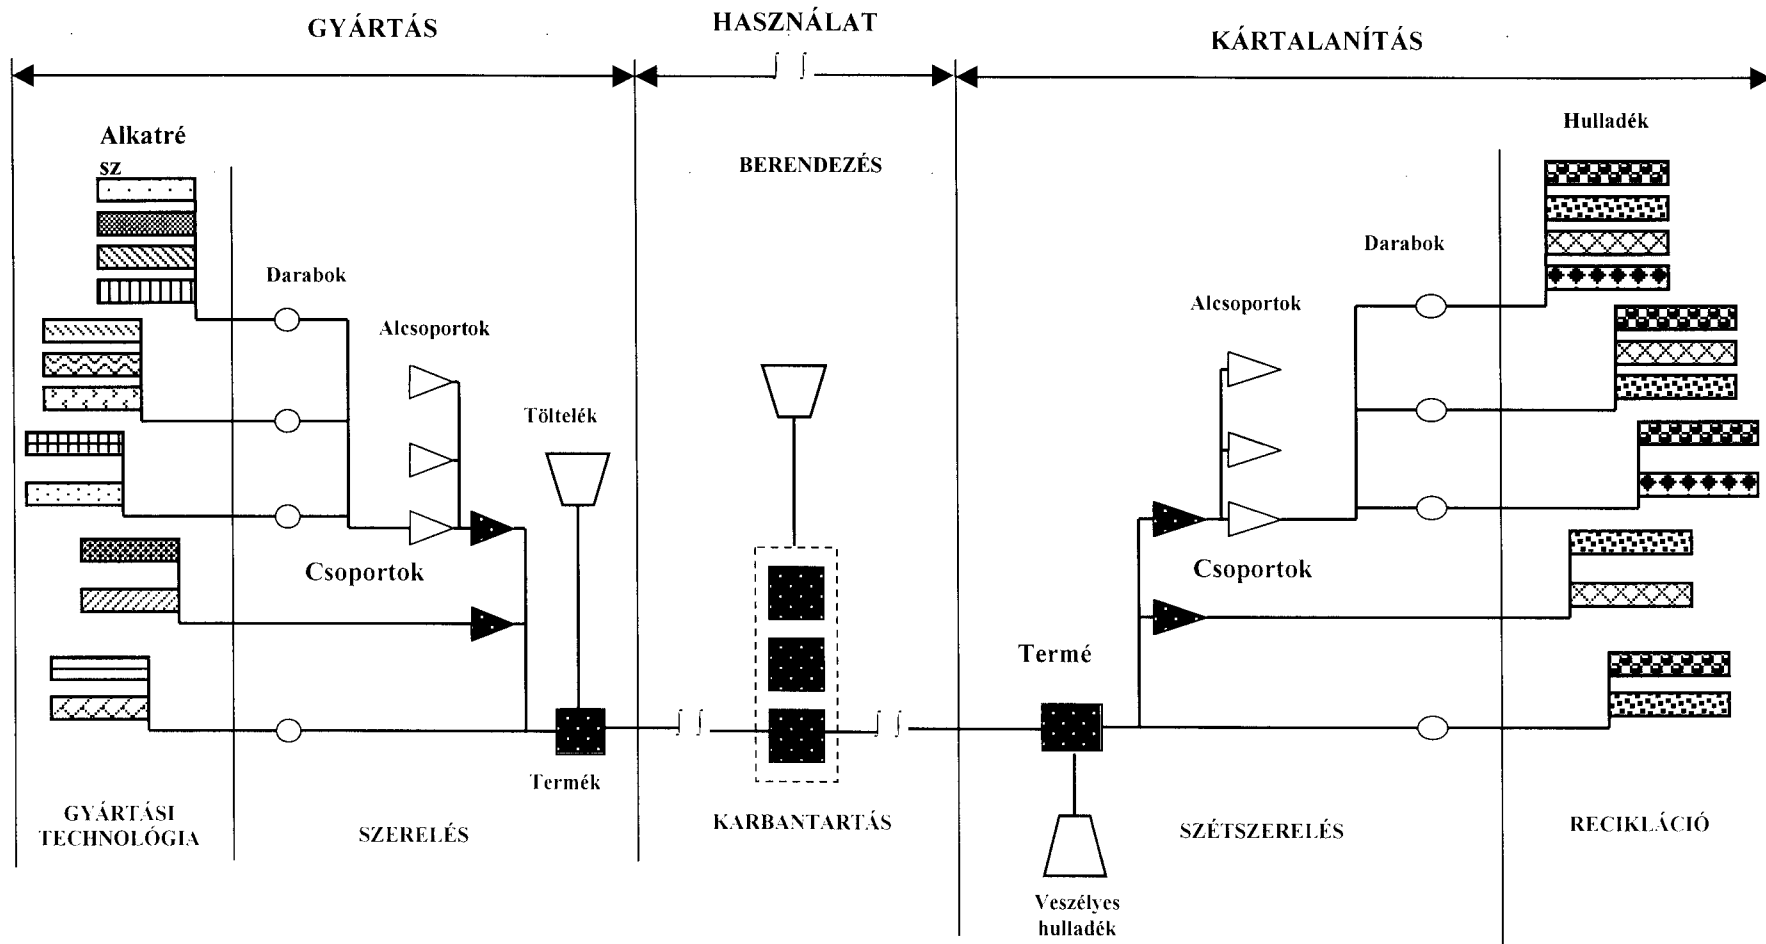 GYÁRTÁS
HASZNÁLAT
KÁRTALANÍTÁS
Alkatré
sz
BERENDEZÉS
Hulladék
Darabok
Alcsoportok
Töltelék
Csoportok
Termék
Darabok
Alcsoportok
Csoportok
Termé
GYÁRTÁSI
TECHNOLÓGIA
SZERELÉS
KARBANTARTÁS
SZÉTSZERELÉS
RECIKLÁCIÓ
Veszélyes
hulladék